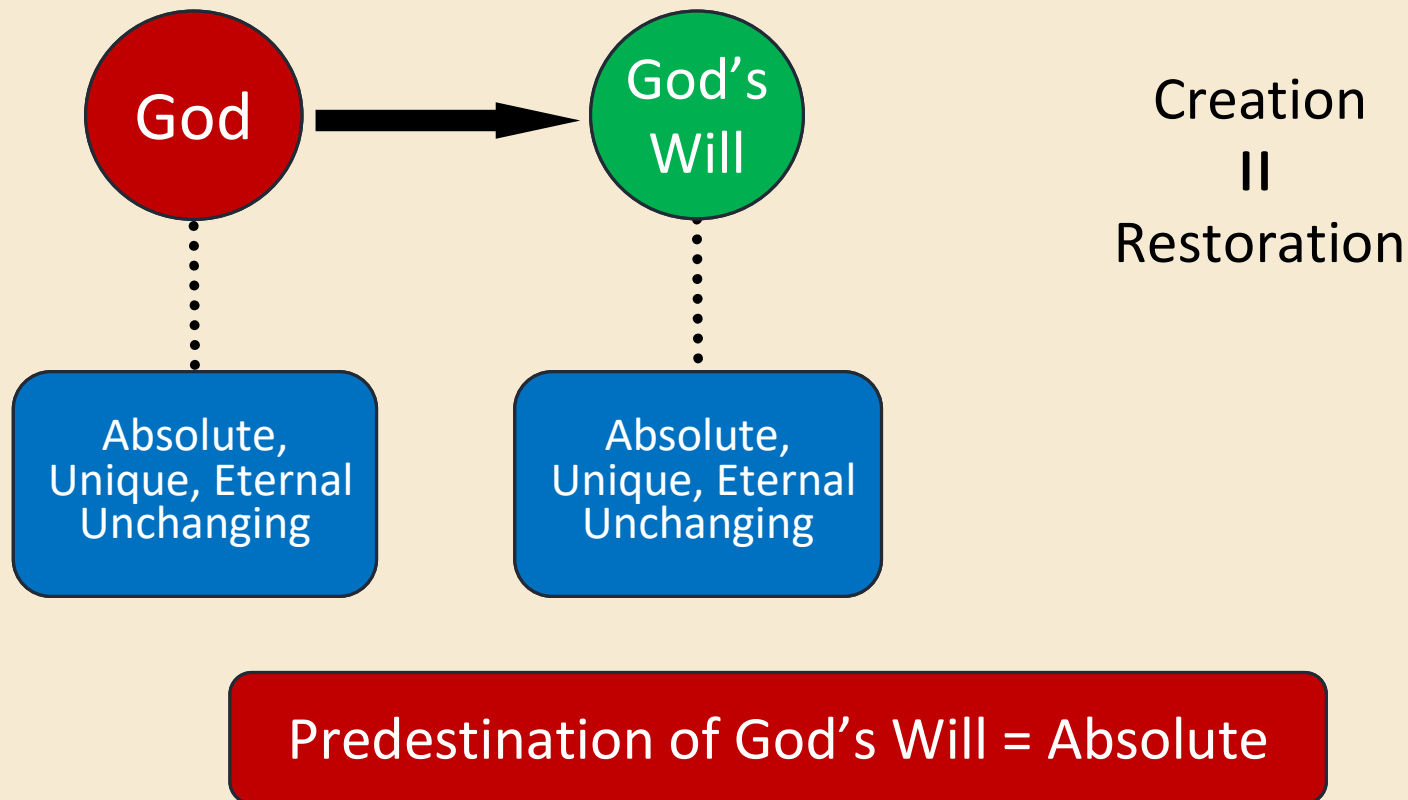 God
God’s
Will
Creation
=
Restoration
Absolute,
Unique, Eternal
Unchanging
Absolute,
Unique, Eternal
Unchanging
Predestination of God’s Will = Absolute